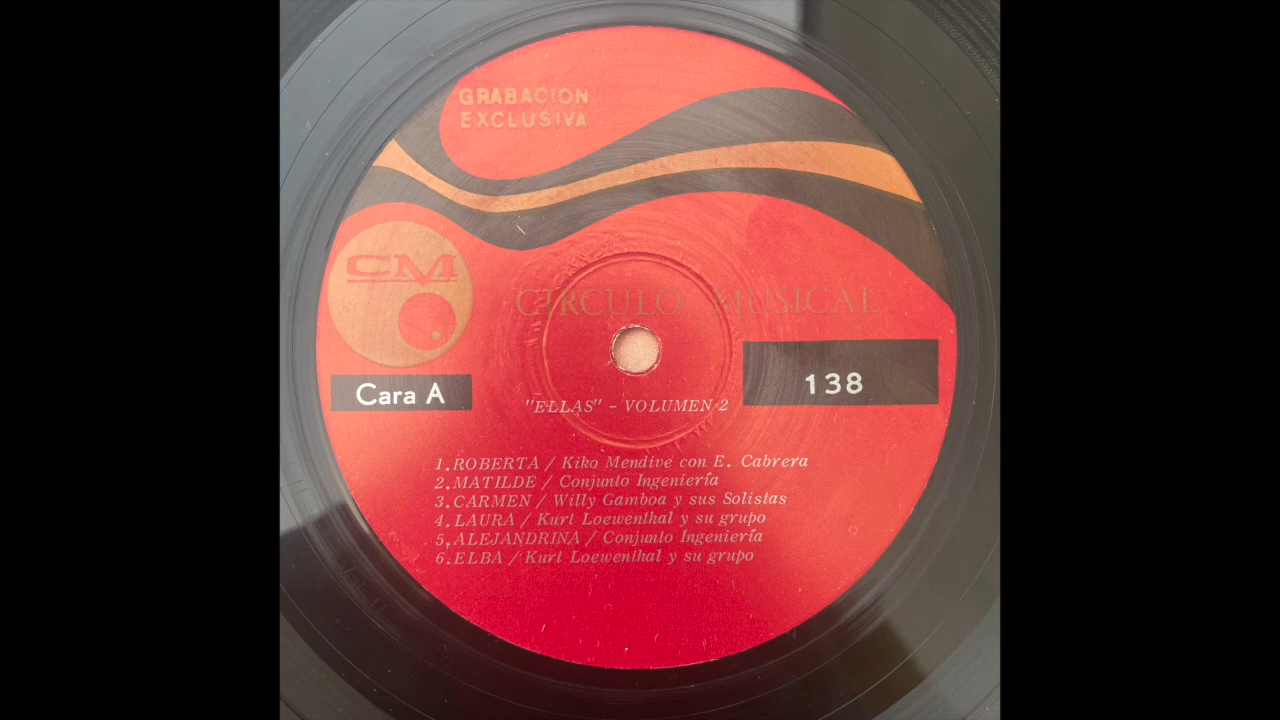 GRABACION
EXCLUSIVA
CM
CIRCULO MUSICAL
Cara A
138
"ELLAS" - VOLUMEN 2
1.ROBERTA / Kiko Mendive con E. Cabrera
2.MATILDE / Conjunto Ingeniería
3.CARMEN / Willy Gamboa y sus Solistas
4.LAURA / Kurt Loewenthal y su grupo
5.ALEJANDRINA / Conjunto Ingeniería
6.ELBA / Kurt Loewenthal y su grupo